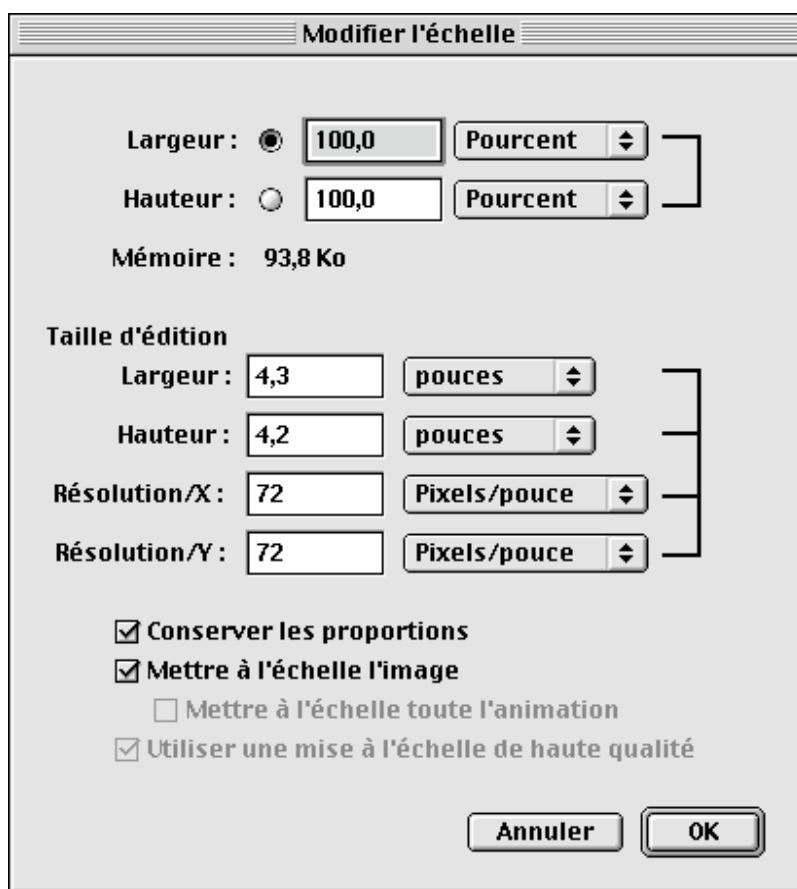 Modifier l'échelle
Largeur : 100,0 Pourcent
Hauteur : 100,0 Pourcent
Mémoire : 93,8 Ko
Taille d'édition
Largeur : 4,3 pouces
Hauteur : 4,2 pouces
Résolution/X : 72 Pixels/pouce
Résolution/Y : 72 Pixels/pouce
Conserver les proportions
Mettre à l'échelle l'image
Mettre à l'échelle toute l'animation
Utiliser une mise à l'échelle de haute qualité
Annuler OK